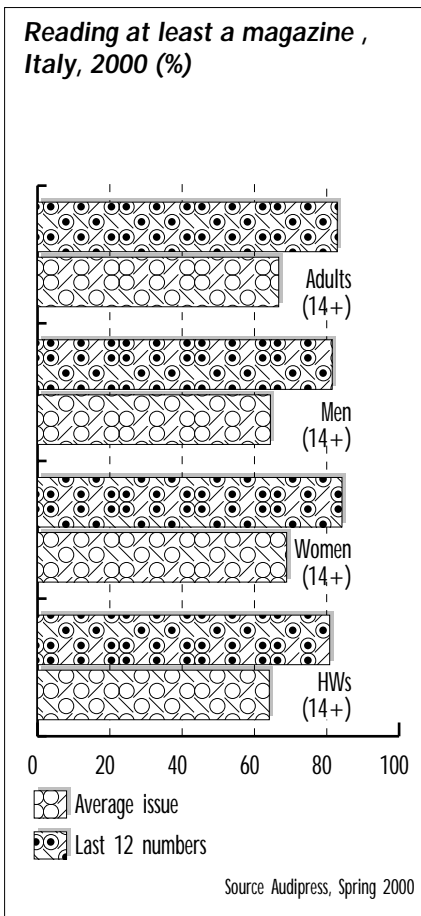 Reading at least a magazine ,
Italy, 2000 (%)
Adults
(14+)
Men
(14+)
Women
(14+)
HWs
(14+)
0 20 40 60 80 100
Average issue
Last 12 numbers
Source Audipress, Spring 2000